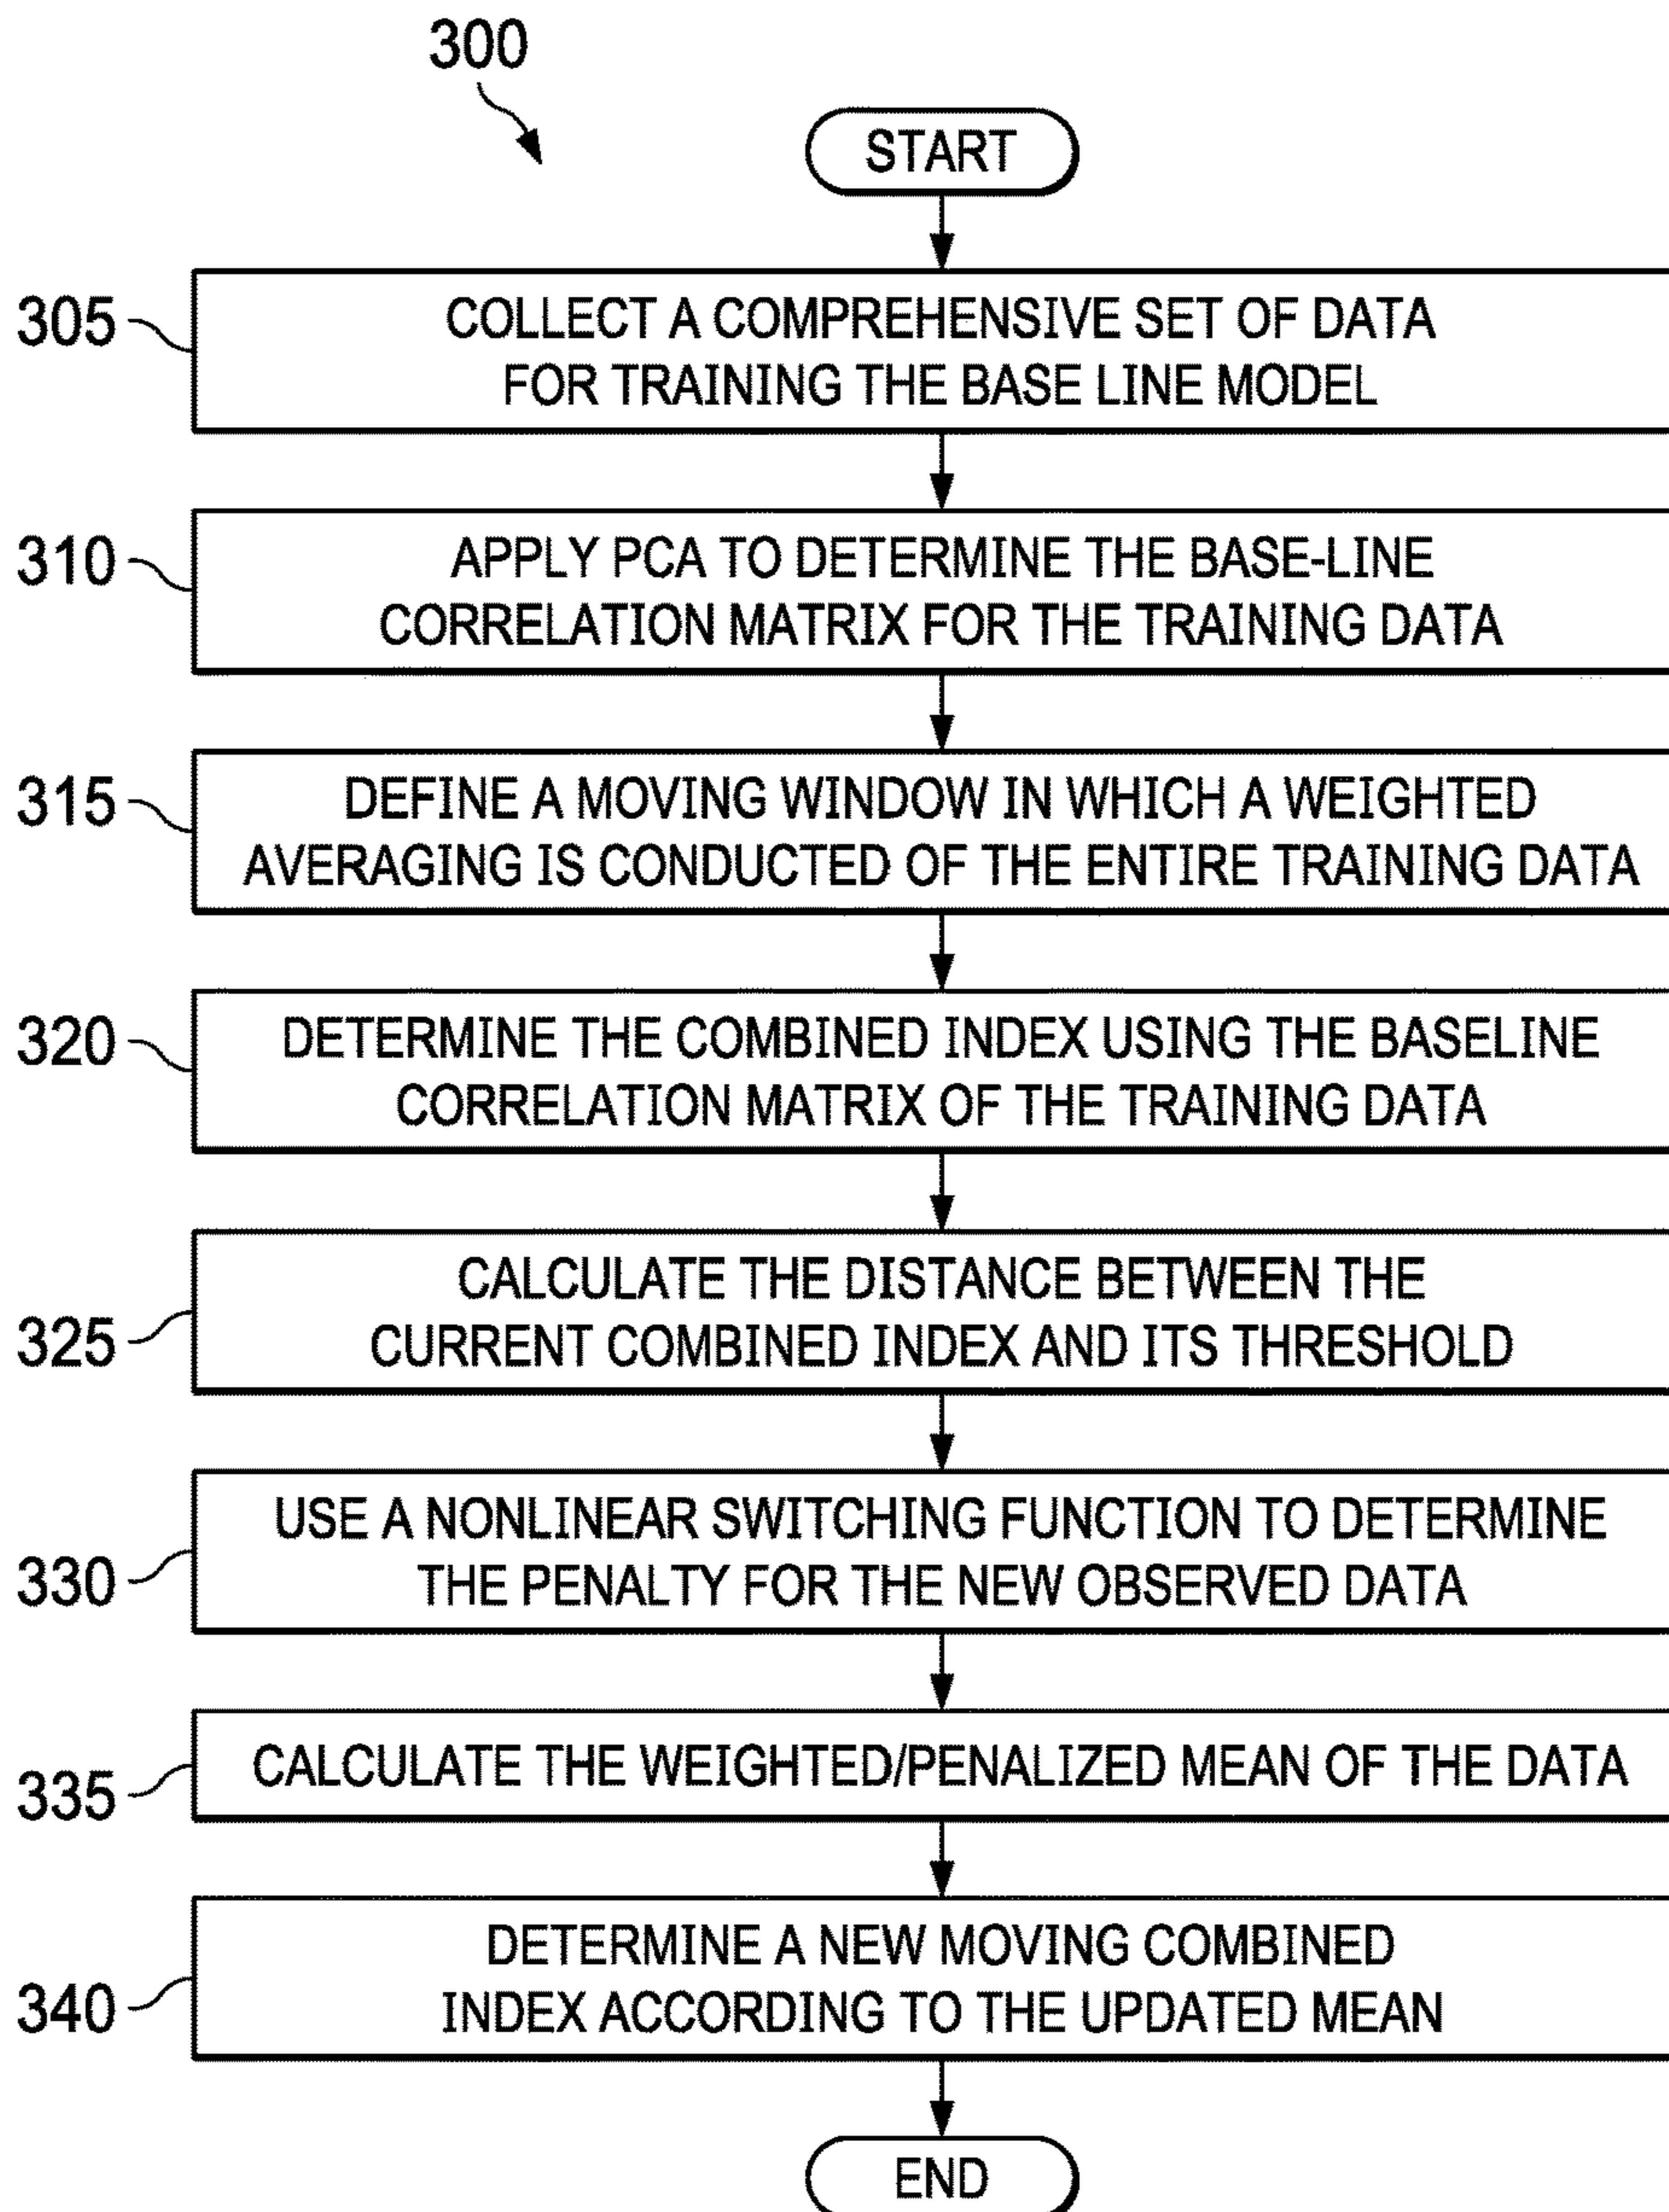 300
START
305
COLLECT A COMPREHENSIVE SET OF DATA
FOR TRAINING THE BASE LINE MODEL
310
APPLY PCA TO DETERMINE THE BASE-LINE
CORRELATION MATRIX FOR THE TRAINING DATA
315
DEFINE A MOVING WINDOW IN WHICH A WEIGHTED
AVERAGING IS CONDUCTED OF THE ENTIRE TRAINING DATA
320
DETERMINE THE COMBINED INDEX USING THE BASELINE
CORRELATION MATRIX OF THE TRAINING DATA
325
CALCULATE THE DISTANCE BETWEEN THE
CURRENT COMBINED INDEX AND ITS THRESHOLD
330
USE A NONLINEAR SWITCHING FUNCTION TO DETERMINE
THE PENALTY FOR THE NEW OBSERVED DATA
335
CALCULATE THE WEIGHTED/PENALIZED MEAN OF THE DATA
340
DETERMINE A NEW MOVING COMBINED
INDEX ACCORDING TO THE UPDATED MEAN
END